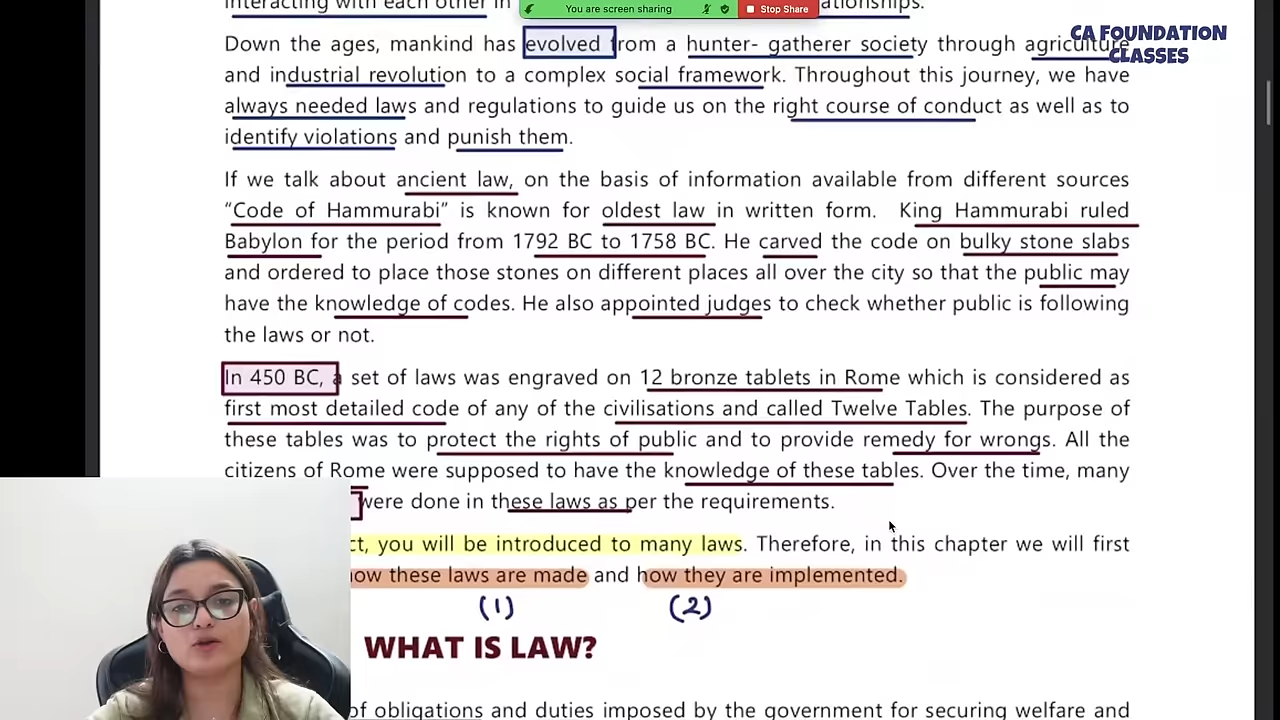 interacting with each other in
You are screen sharing
Stop Share
ationships.
CA FOUNDATION
CLASSES
Down the ages, mankind has evolved from a hunter- gatherer society through agriculture
and industrial revolution to a complex social framework. Throughout this journey, we have
always needed laws and regulations to guide us on the right course of conduct as well as to
identify violations and punish them.
If we talk about ancient law, on the basis of information available from different sources
“Code of Hammurabi” is known for oldest law in written form. King Hammurabi ruled
Babylon for the period from 1792 BC to 1758 BC. He carved the code on bulky stone slabs
and ordered to place those stones on different places all over the city so that the public may
have the knowledge of codes. He also appointed judges to check whether public is following
the laws or not.
In 450 BC, a set of laws was engraved on 12 bronze tablets in Rome which is considered as
first most detailed code of any of the civilisations and called Twelve Tables. The purpose of
these tables was to protect the rights of public and to provide remedy for wrongs. All the
citizens of Rome were supposed to have the knowledge of these tables. Over the time, many
were done in these laws as per the requirements.
ct, you will be introduced to many laws. Therefore, in this chapter we will first
how these laws are made and how they are implemented.
(1) (2)
WHAT IS LAW?
of obligations and duties imposed by the government for securing welfare and